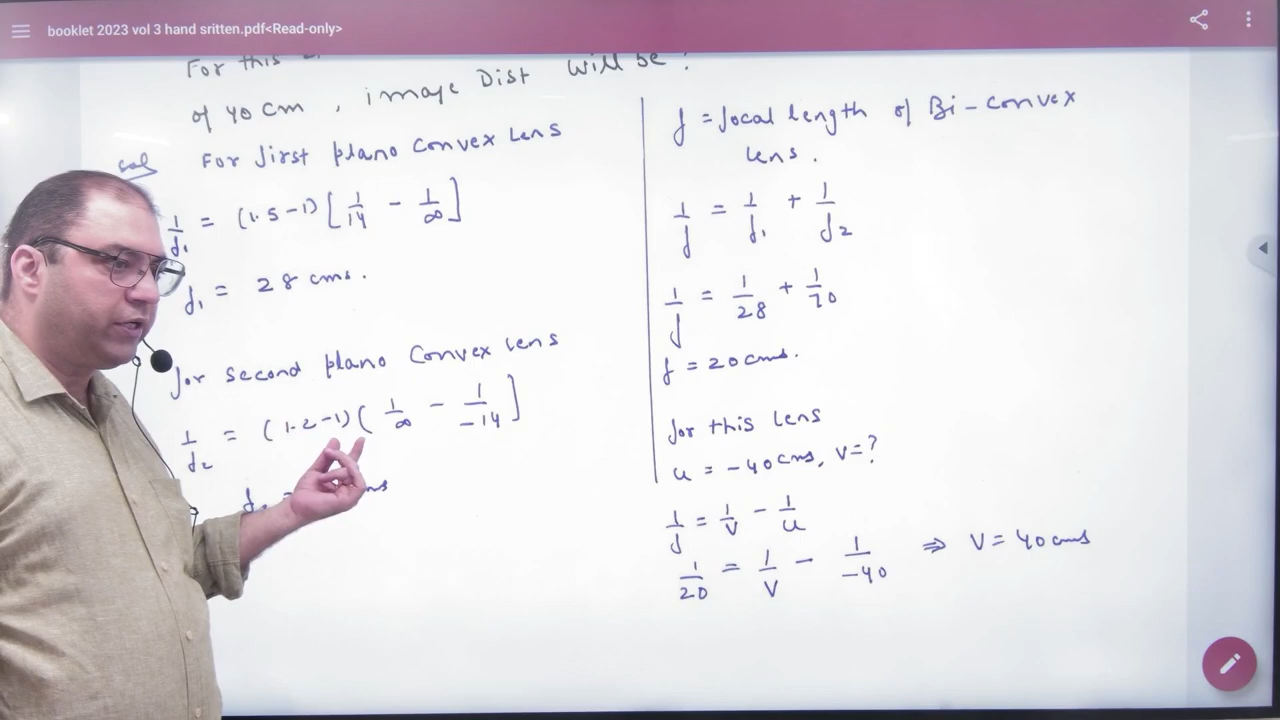 booklet 2023 vol 3 hand sritten.pdf<Read-only>
For this
of 40 cm, image Dist will be?
Sol For first plano convex lens
1/f₁ = (1.5-1) [1/14 - 1/∞]
f₁ = 28 cms.
for second plano convex lens
1/f₂ = (1.2-1) (1/∞ - 1/-14]
f₂ =
f = focal length of Bi-convex
lens.
1/f = 1/f₁ + 1/f₂
1/f = 1/28 + 1/70
f = 20 cms.
for this lens
u = -40 cms, v = ?
1/f = 1/v - 1/u
1/20 = 1/v - 1/-40 ⇒ v = 40 cms